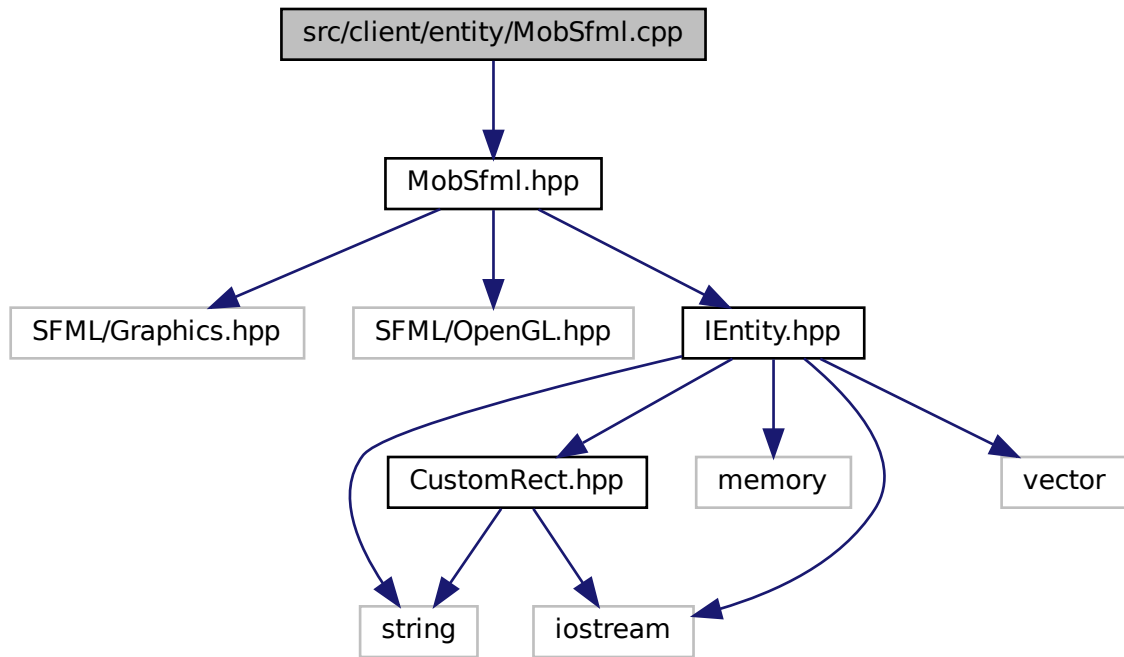 src/client/entity/MobSfml.cpp
MobSfml.hpp
SFML/Graphics.hpp
SFML/OpenGL.hpp
IEntity.hpp
CustomRect.hpp
memory
vector
string
iostream